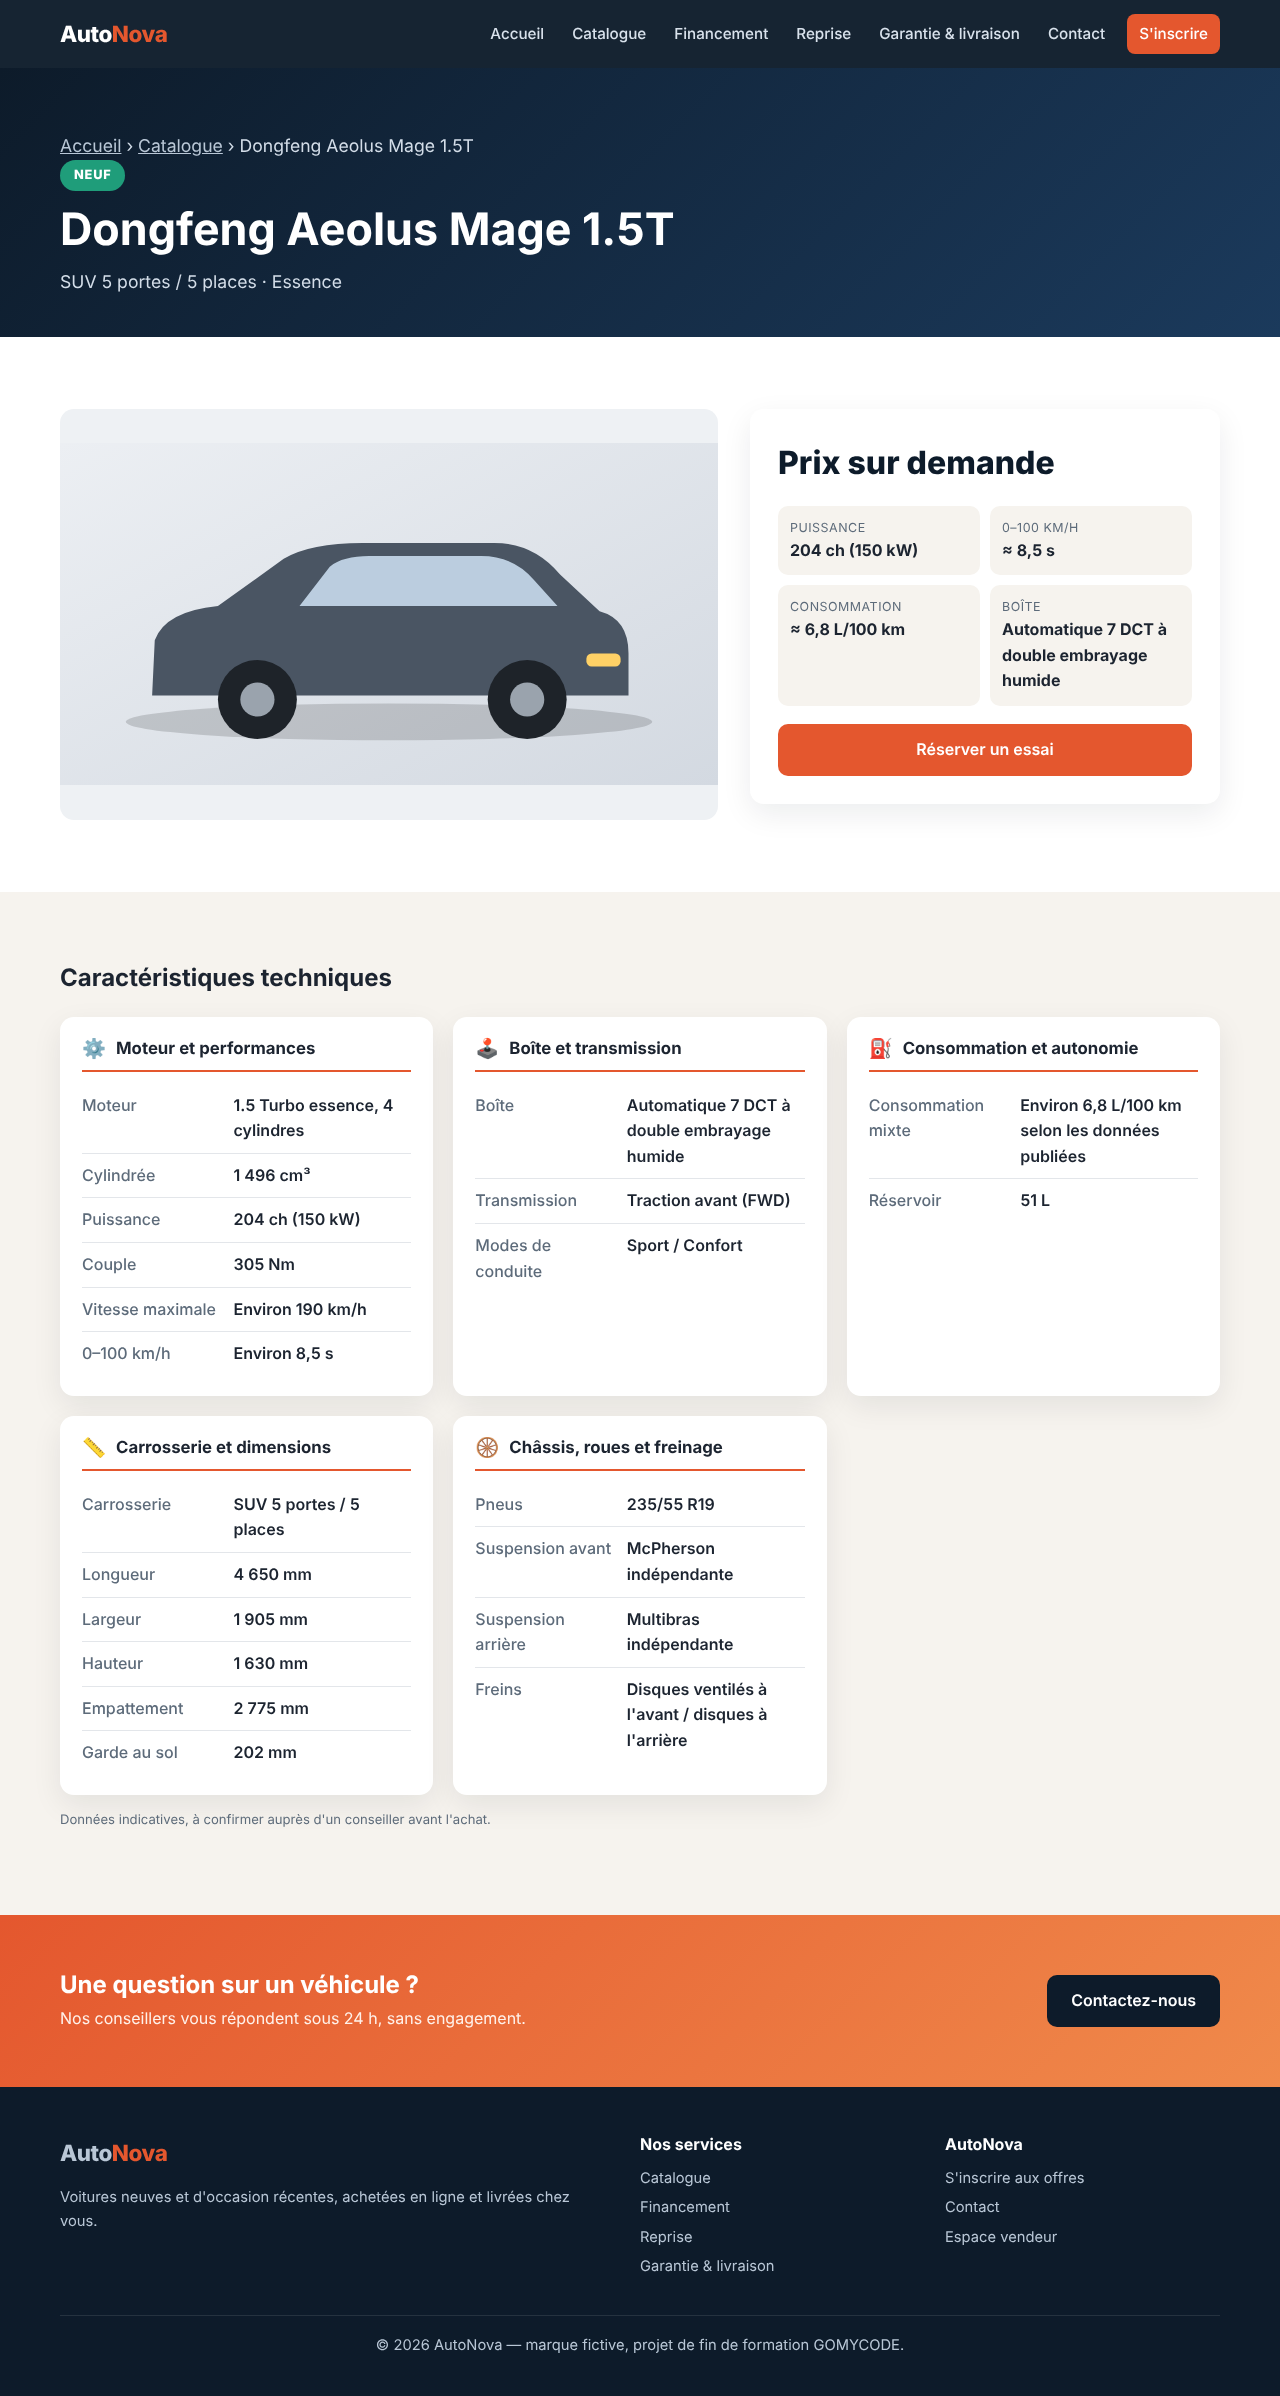 AutoNova
Accueil
Catalogue
Financement
Reprise
Garantie & livraison
Contact
S'inscrire
Accueil › Catalogue › Dongfeng Aeolus Mage 1.5T
NEUF
Dongfeng Aeolus Mage 1.5T
SUV 5 portes / 5 places · Essence
Prix sur demande
PUISSANCE
204 ch (150 kW)
0–100 KM/H
≈ 8,5 s
CONSOMMATION
≈ 6,8 L/100 km
BOÎTE
Automatique 7 DCT à
double embrayage
humide
Réserver un essai
Caractéristiques techniques
Moteur et performances
Moteur
1.5 Turbo essence, 4
cylindres
Cylindrée
1 496 cm³
Puissance
204 ch (150 kW)
Couple
305 Nm
Vitesse maximale
Environ 190 km/h
0–100 km/h
Environ 8,5 s
Boîte et transmission
Boîte
Automatique 7 DCT à
double embrayage
humide
Transmission
Traction avant (FWD)
Modes de
conduite
Sport / Confort
Consommation et autonomie
Consommation
mixte
Environ 6,8 L/100 km
selon les données
publiées
Réservoir
51 L
Carrosserie et dimensions
Carrosserie
SUV 5 portes / 5
places
Longueur
4 650 mm
Largeur
1 905 mm
Hauteur
1 630 mm
Empattement
2 775 mm
Garde au sol
202 mm
Châssis, roues et freinage
Pneus
235/55 R19
Suspension avant
McPherson
indépendante
Suspension
arrière
Multibras
indépendante
Freins
Disques ventilés à
l'avant / disques à
l'arrière
Données indicatives, à confirmer auprès d'un conseiller avant l'achat.
Une question sur un véhicule ?
Nos conseillers vous répondent sous 24 h, sans engagement.
Contactez-nous
AutoNova
Voitures neuves et d'occasion récentes, achetées en ligne et livrées chez
vous.
Nos services
Catalogue
Financement
Reprise
Garantie & livraison
AutoNova
S'inscrire aux offres
Contact
Espace vendeur
© 2026 AutoNova — marque fictive, projet de fin de formation GOMYCODE.